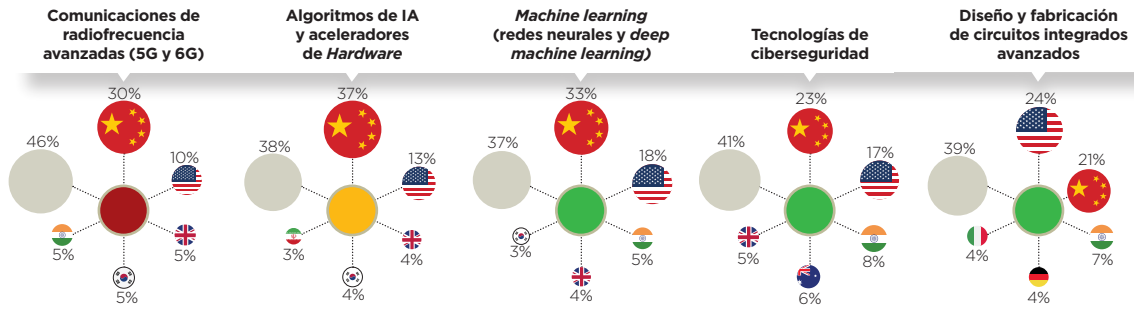 Comunicaciones de
radiofrecuencia
avanzadas (5G y 6G)
30%
46%
10%
5%
5%
5%
Algoritmos de IA
y aceleradores
de Hardware
37%
38%
13%
3%
4%
4%
Machine learning
(redes neurales y deep
machine learning)
33%
37%
18%
3%
5%
4%
Tecnologías de
ciberseguridad
23%
41%
17%
5%
8%
6%
Diseño y fabricación
de circuitos integrados
avanzados
24%
39%
21%
4%
7%
4%